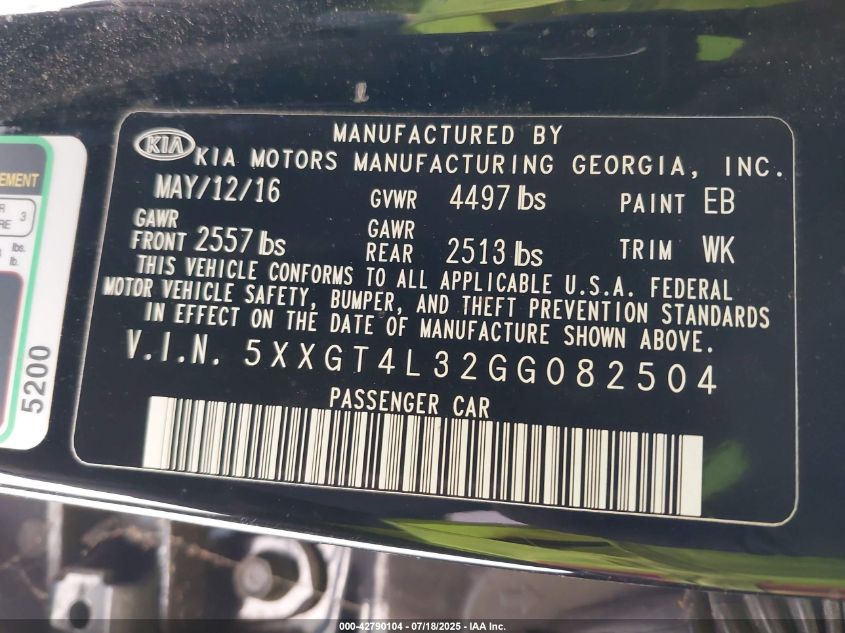 KIA
MANUFACTURED BY
KIA MOTORS MANUFACTURING GEORGIA, INC.
MAY/12/16 GVWR 4497 lbs PAINT EB
GAWR FRONT 2557 lbs GAWR REAR 2513 lbs TRIM WK
THIS VEHICLE CONFORMS TO ALL APPLICABLE U.S.A. FEDERAL
MOTOR VEHICLE SAFETY, BUMPER, AND THEFT PREVENTION STANDARDS
IN EFFECT ON THE DATE OF MANUFACTURE SHOWN ABOVE.
V.I.N. 5XXGT4L32GG082504
PASSENGER CAR
3
lbs.
lb.
5200
000-42790104 - 07/18/2025 - IAA Inc.